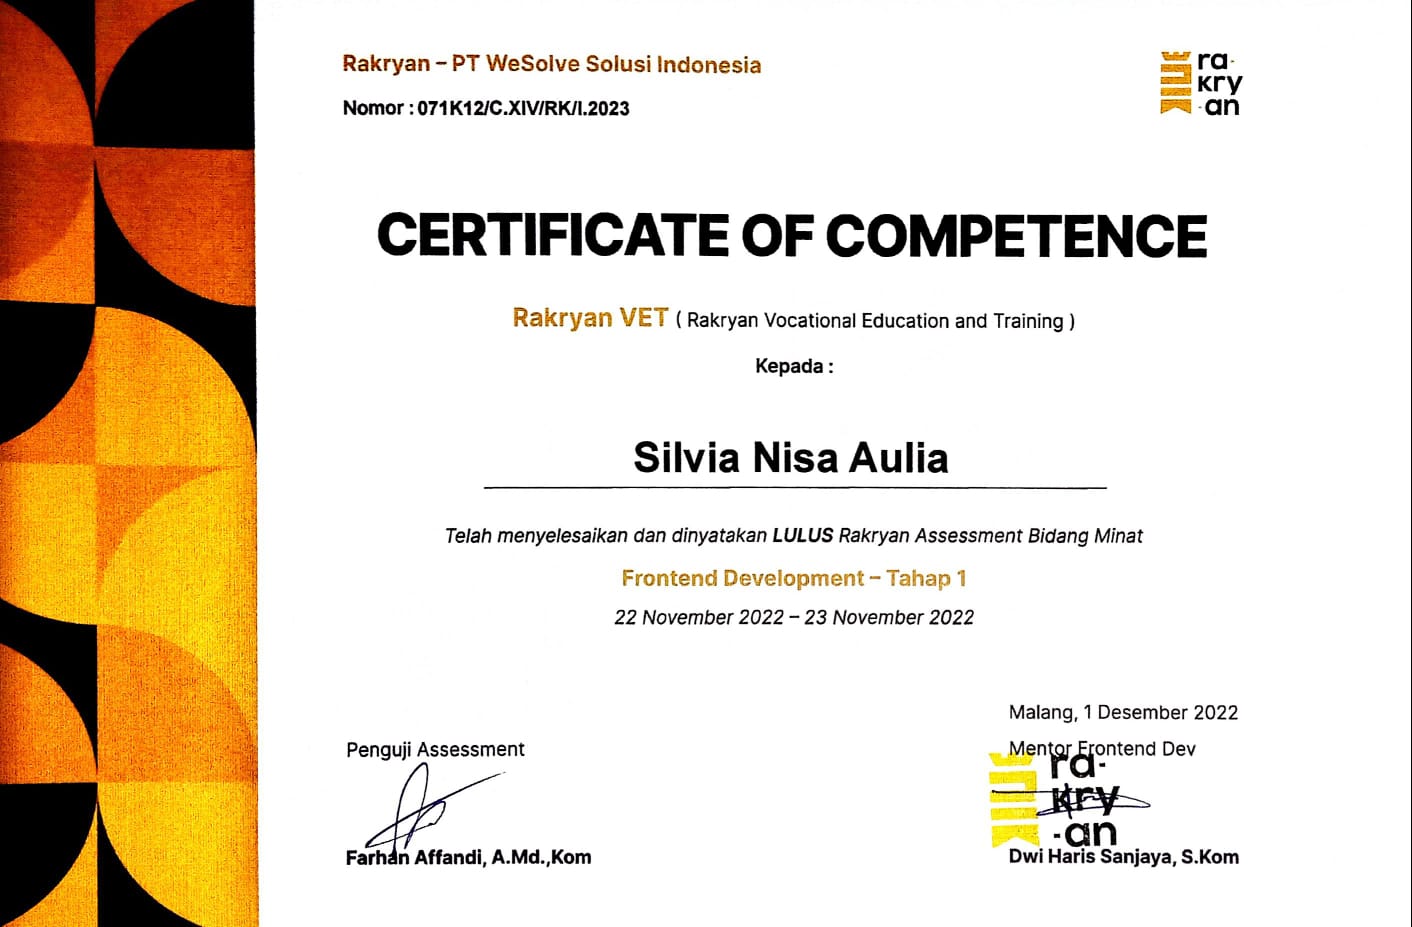 Rakryan – PT WeSolve Solusi Indonesia
Nomor : 071K12/C.XIV/RK/I.2023
ra-
kry
-an
CERTIFICATE OF COMPETENCE
Rakryan VET ( Rakryan Vocational Education and Training )
Kepada :
Silvia Nisa Aulia
Telah menyelesaikan dan dinyatakan LULUS Rakryan Assessment Bidang Minat
Frontend Development – Tahap 1
22 November 2022 – 23 November 2022
Malang, 1 Desember 2022
Penguji Assessment
Mentor Frontend Dev
ra-
kry
-an
Farhan Affandi, A.Md.,Kom
Dwi Haris Sanjaya, S.Kom